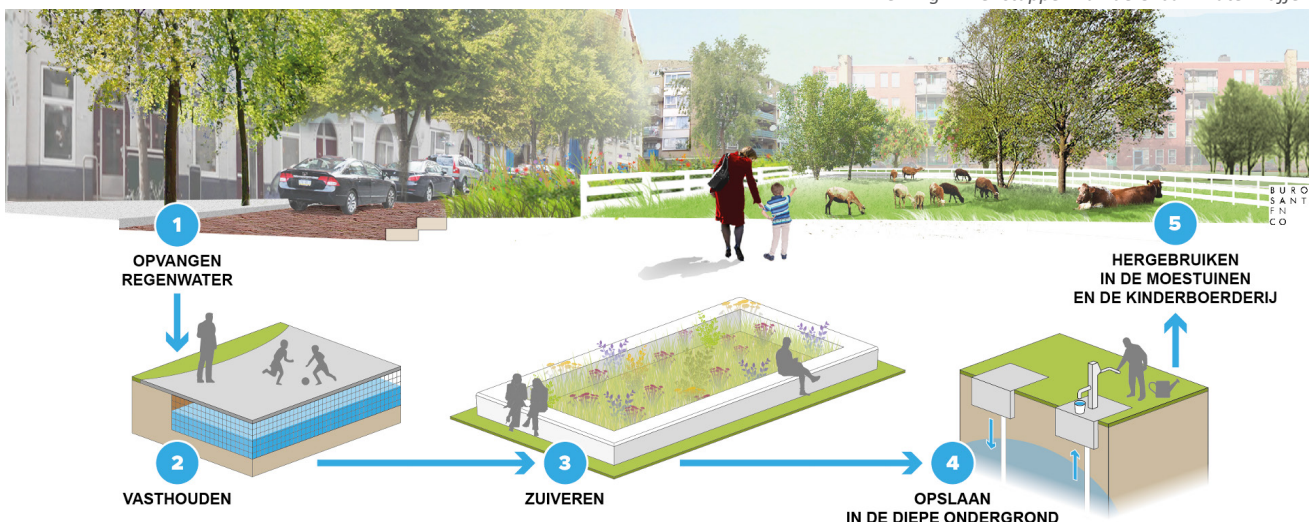 1
OPVANGEN
REGENWATER
2
VASTHOUDEN
3
ZUIVEREN
4
OPSLAAN
IN DE DIEPE ONDERGROND
5
HERGEBRUIKEN
IN DE MOESTUINEN
EN DE KINDERBOERDERIJ
BURO
SANT
EN
CO